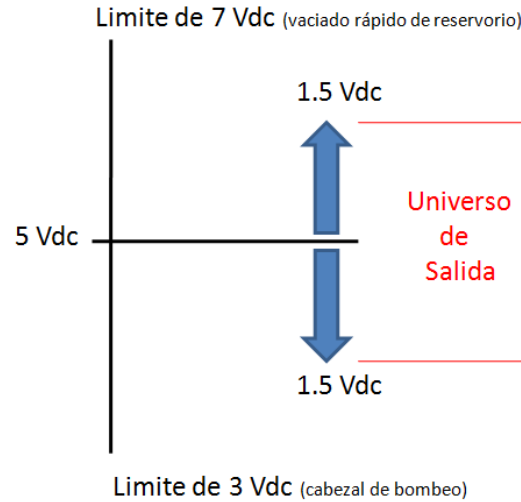 Limite de 7 Vdc (vaciado rápido de reservorio)
1.5 Vdc
Universo
de
Salida
5 Vdc
1.5 Vdc
Limite de 3 Vdc (cabezal de bombeo)